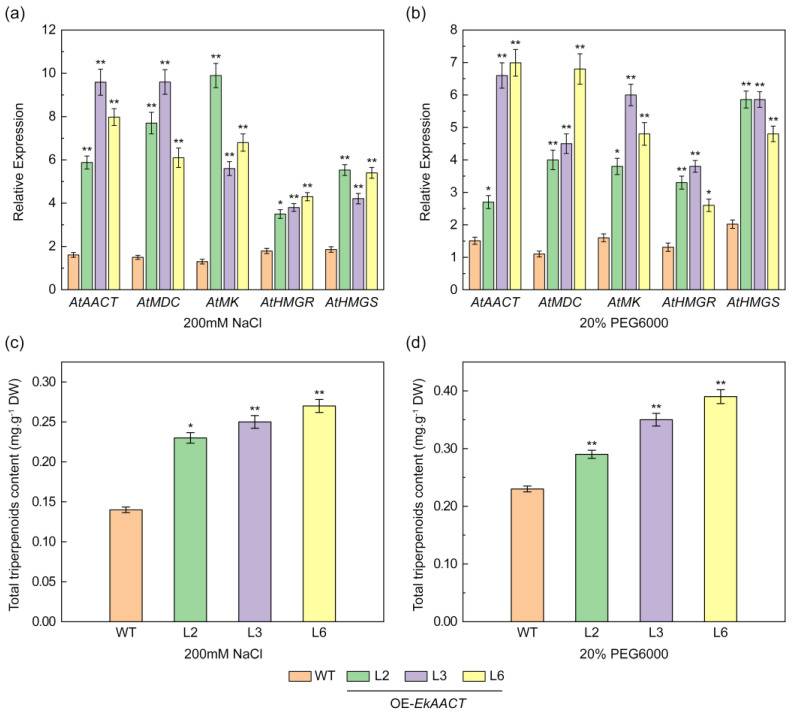 (a)
(b)
12
10
8
6
4
2
0
Relative Expression
** ** ** ** ** ** ** ** ** * ** ** ** ** **
AtAACT AtMDC AtMK AtHMGR AtHMGS
200mM NaCl
8
7
6
5
4
3
2
1
0
Relative Expression
* ** ** ** ** ** * ** ** ** ** * ** ** **
AtAACT AtMDC AtMK AtHMGR AtHMGS
20% PEG6000
(c)
(d)
0.30
0.25
0.20
0.15
0.10
0.05
0.00
Total triperpenoids content (mg.g⁻¹ DW)
* ** **
WT L2 L3 L6
200mM NaCl
0.40
0.30
0.20
0.10
0.00
Total triperpenoids content (mg.g⁻¹ DW)
** ** **
WT L2 L3 L6
20% PEG6000
WT L2 L3 L6
OE-EkAACT